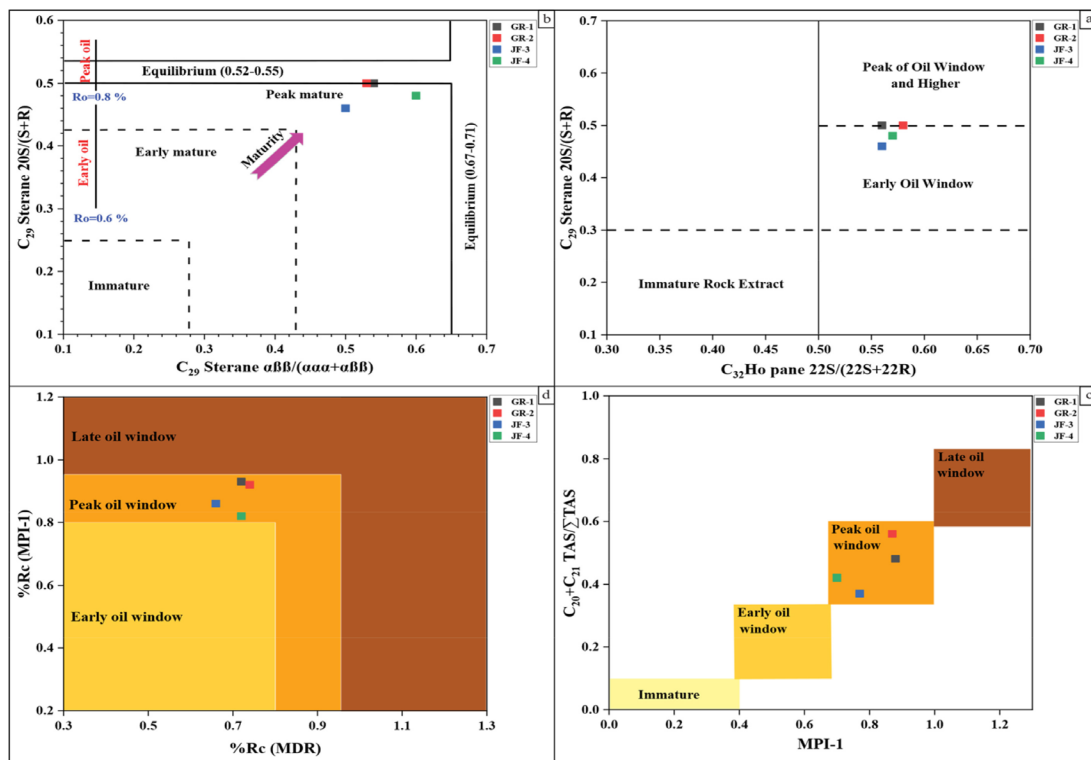 b
GR-1
GR-2
JF-3
JF-4
0.6
0.5
0.4
0.3
0.2
0.1
C₂₉ Sterane 20S/(S+R)
Peak oil
Early oil
Ro=0.8 %
Ro=0.6 %
Equilibrium (0.52-0.55)
Peak mature
Early mature
Maturity
Immature
Equilibrium (0.67-0.71)
0.1 0.2 0.3 0.4 0.5 0.6 0.7
C₂₉ Sterane αßß/(ααα+αßß)
a
GR-1
GR-2
JF-3
JF-4
0.7
0.6
0.5
0.4
0.3
0.2
0.1
C₂₉ Sterane 20S/(S+R)
Peak of Oil Window
and Higher
Early Oil Window
Immature Rock Extract
0.30 0.40 0.50 0.60 0.70
C₃₂Ho pane 22S/(22S+22R)
d
GR-1
GR-2
JF-3
JF-4
1.2
1.0
0.8
0.6
0.4
0.2
%Rc (MPI-1)
Late oil window
Peak oil window
Early oil window
0.3 0.5 0.7 0.9 1.1 1.3
%Rc (MDR)
c
GR-1
GR-2
JF-3
JF-4
1.0
0.8
0.6
0.4
0.2
0.0
C₂₀+C₂₁ TAS/∑TAS
Late oil
window
Peak oil
window
Early oil
window
Immature
0.0 0.2 0.4 0.6 0.8 1.0 1.2
MPI-1